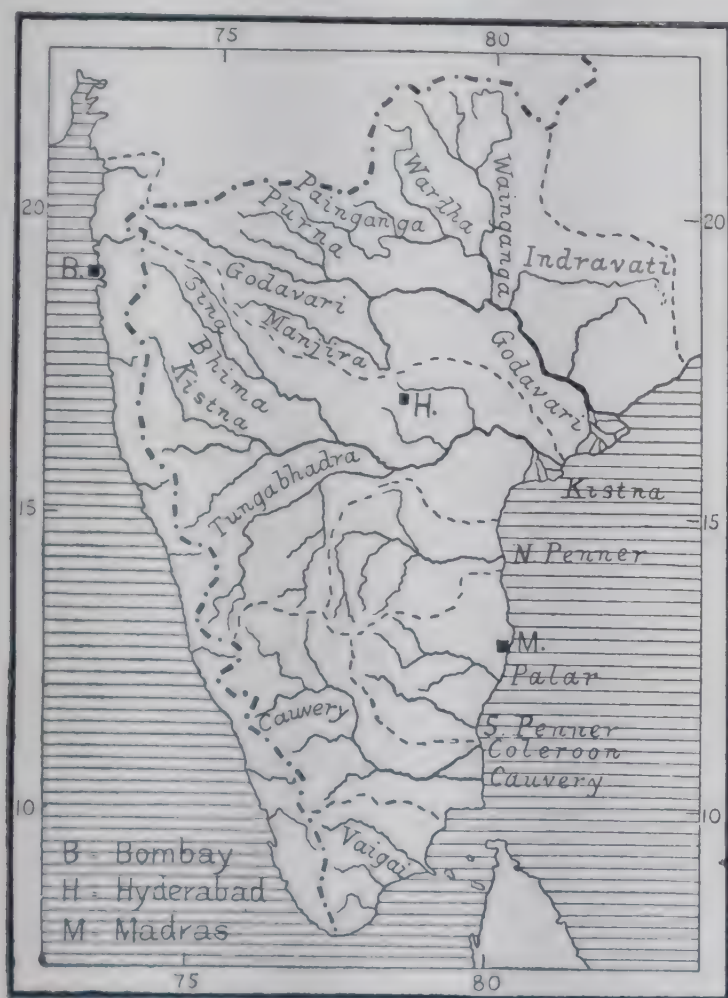 75
80
20
20
Wardha
Wainganga
Painganga
Purna
Indravati
B.
Godavari
Sina
Manjira
Bhima
Kistna
Godavari
H.
Tungabhadra
Kistna
15
15
N. Penner
M.
Palar
Cauvery
S. Penner
Coleroon
Cauvery
10
10
Vaigai
B - Bombay
H - Hyderabad
M - Madras
75
80